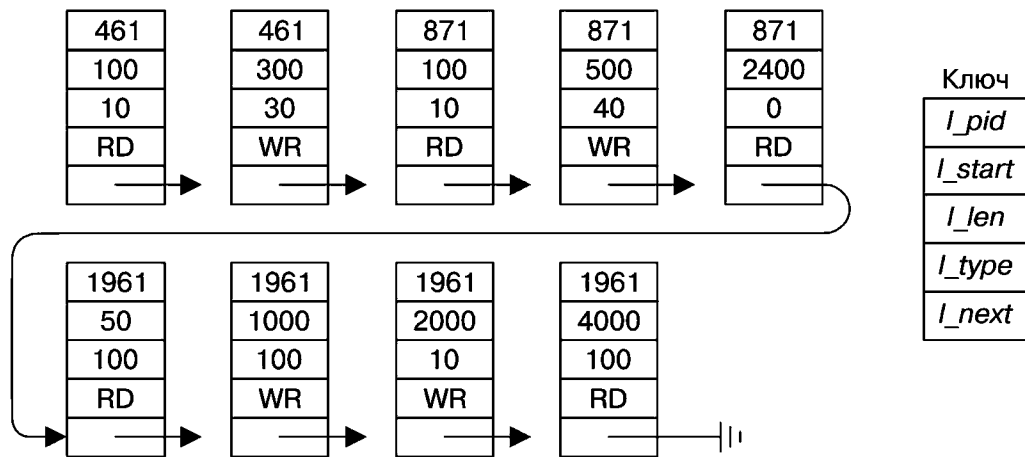 461 461 871 871 871
100 300 100 500 2400
10 30 10 40 0
RD WR RD WR RD
Ключ
l_pid
l_start
l_len
l_type
l_next
1961 1961 1961 1961
50 1000 2000 4000
100 100 10 100
RD WR WR RD